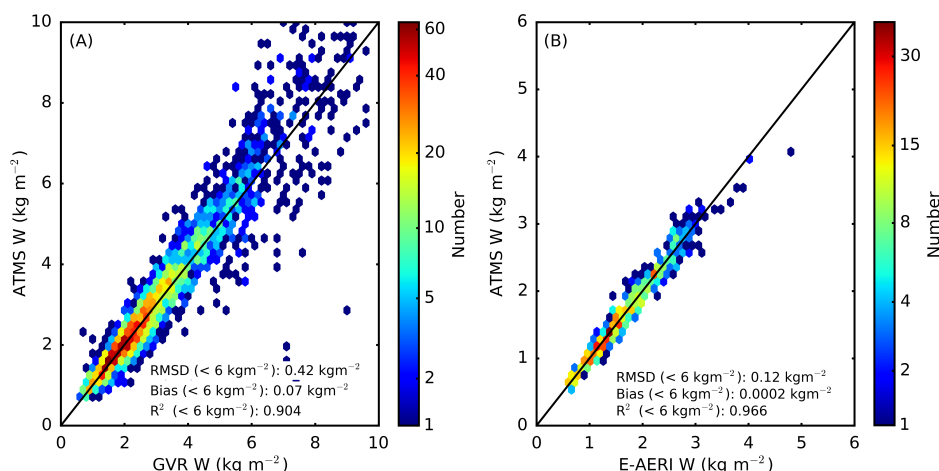 (A)
10
8
6
4
2
0
ATMS W (kg m⁻²)
RMSD (< 6 kgm⁻²): 0.42 kgm⁻²
Bias (< 6 kgm⁻²): 0.07 kgm⁻²
R² (< 6 kgm⁻²): 0.904
0 2 4 6 8 10
GVR W (kg m⁻²)
60
40
20
10
5
2
1
Number
(B)
6
5
4
3
2
1
0
ATMS W (kg m⁻²)
RMSD (< 6 kgm⁻²): 0.12 kgm⁻²
Bias (< 6 kgm⁻²): 0.0002 kgm⁻²
R² (< 6 kgm⁻²): 0.966
0 1 2 3 4 5 6
E-AERI W (kg m⁻²)
30
15
8
4
2
1
Number